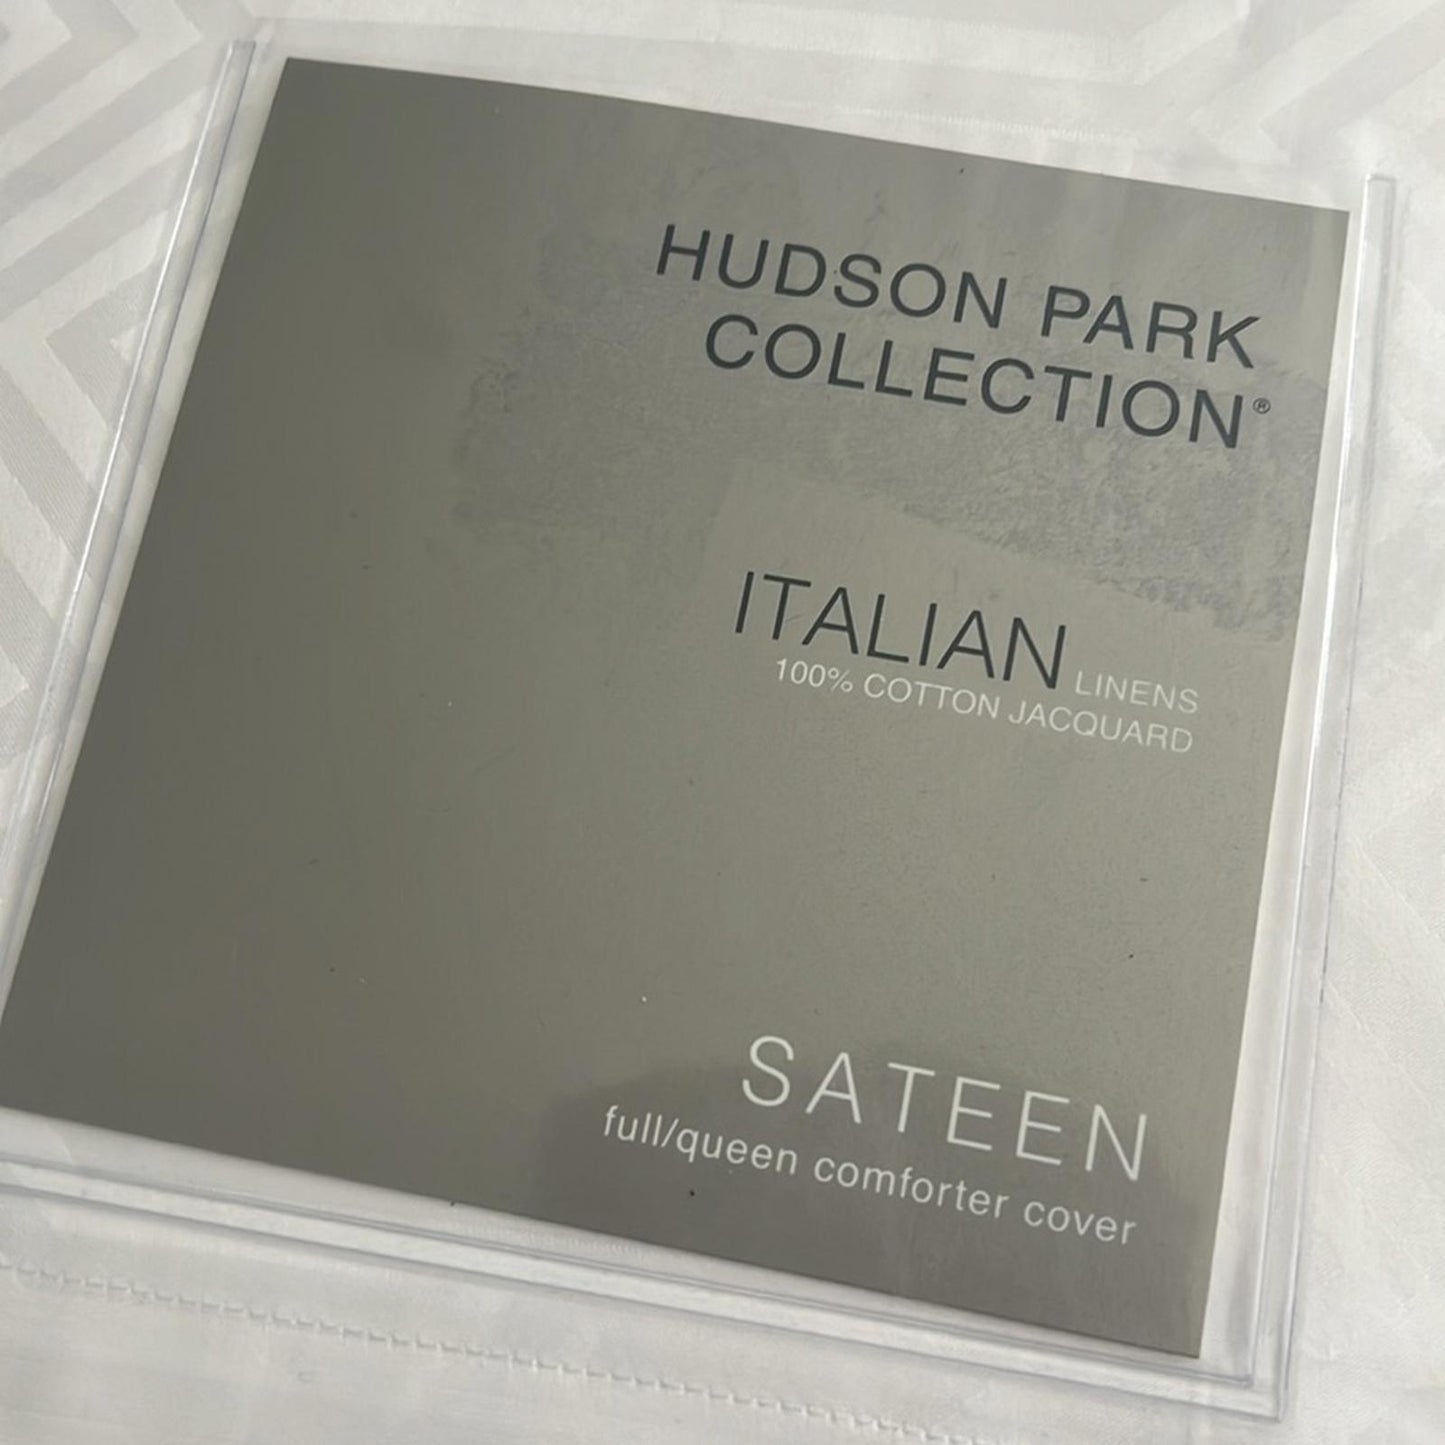 HUDSON PARK
COLLECTION®
ITALIAN LINENS
100% COTTON JACQUARD
SATEEN
full/queen comforter cover